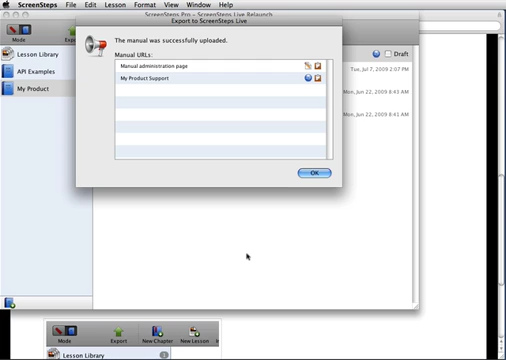 ScreenSteps File Edit Lesson Format View Window Help
ScreenSteps Pro - ScreenSteps Live Relaunch
Export to ScreenSteps Live
The manual was successfully uploaded.
Manual URLs:
Manual administration page
My Product Support
OK
Mode
Lesson Library
API Examples
My Product
Draft
Tue, Jul 7, 2009 2:07 PM
Mon, Jun 22, 2009 8:43 AM
Mon, Jun 22, 2009 8:41 AM
Mode Export New Chapter New Lesson
Lesson Library